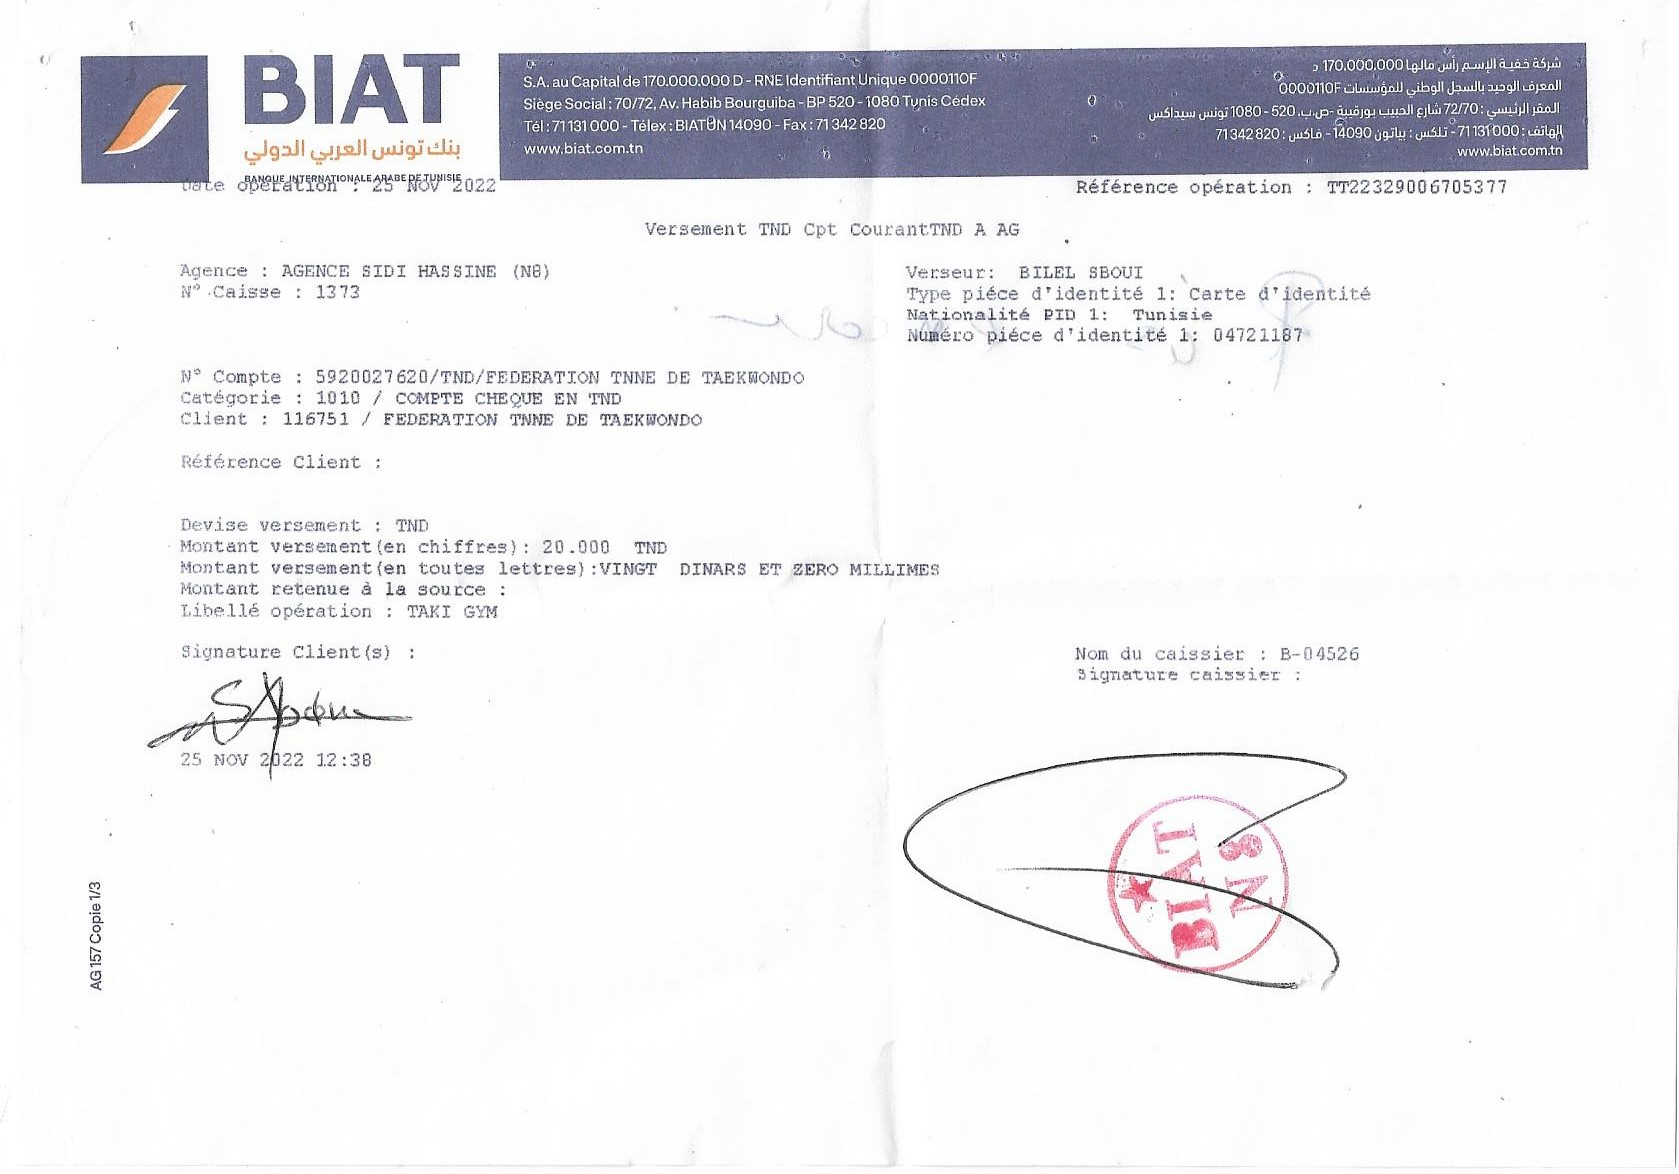 BIAT
بنك تونس العربي الدولي
BANQUE INTERNATIONALE ARABE DE TUNISIE
S.A. au Capital de 170.000.000 D - RNE Identifiant Unique 0000110F
Siège Social : 70/72, Av. Habib Bourguiba - BP 520 - 1080 Tunis Cédex
Tél : 71 131 000 - Télex : BIATUN 14090 - Fax : 71 342 820
www.biat.com.tn
شركة خفية الإسم رأس مالها 170.000.000 د
المعرف الوحيد بالسجل الوطني للمؤسسات 0000110F
المقر الرئيسي : 72/70 شارع الحبيب بورقيبة -ص.ب. 520 - 1080 تونس سيداكس
الهاتف : 71131000 - تلكس : بياتون 14090 - فاكس : 71 342 820
www.biat.com.tn
Date opération : 25 NOV 2022
Référence opération : TT22329006705377
Versement TND Cpt CourantTND A AG
Agence : AGENCE SIDI HASSINE (N8)
N° Caisse : 1373
Verseur: BILEL SBOUI
Type piéce d'identité 1: Carte d'identité
Nationalité PID 1: Tunisie
Numéro piéce d'identité 1: 04721187
N° Compte : 5920027620/TND/FEDERATION TNNE DE TAEKWONDO
Catégorie : 1010 / COMPTE CHEQUE EN TND
Client : 116751 / FEDERATION TNNE DE TAEKWONDO
Référence Client :
Devise versement : TND
Montant versement(en chiffres): 20.000 TND
Montant versement(en toutes lettres):VINGT DINARS ET ZERO MILLIMES
Montant retenue à la source :
Libellé opération : TAKI GYM
Signature Client(s) :
25 NOV 2022 12:38
Nom du caissier : B-04526
Signature caissier :
BIAT
N 8
AG 157 Copie 1/3